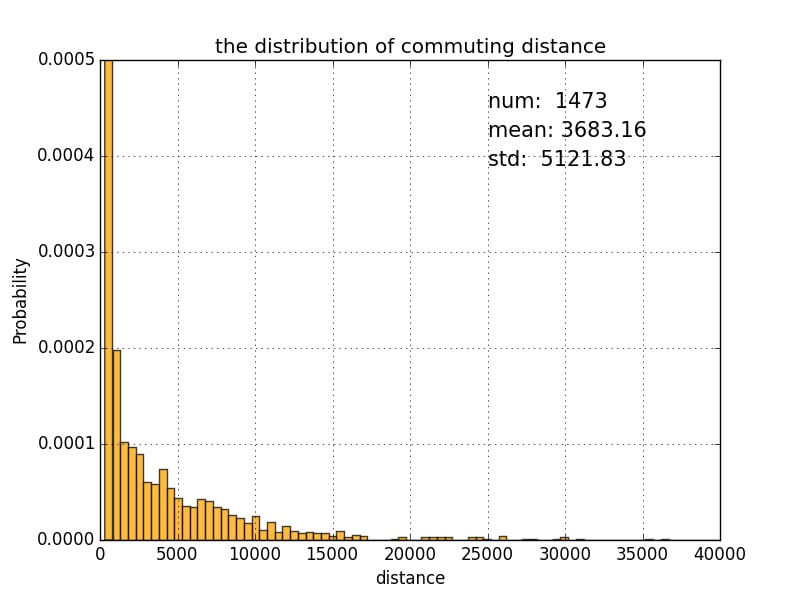 the distribution of commuting distance
0.0005
num: 1473
mean: 3683.16
0.0004
std: 5121.83
0.0003
Probability
0.0002
0.0001
0.0000
0 5000 10000 15000 20000 25000 30000 35000 40000
distance